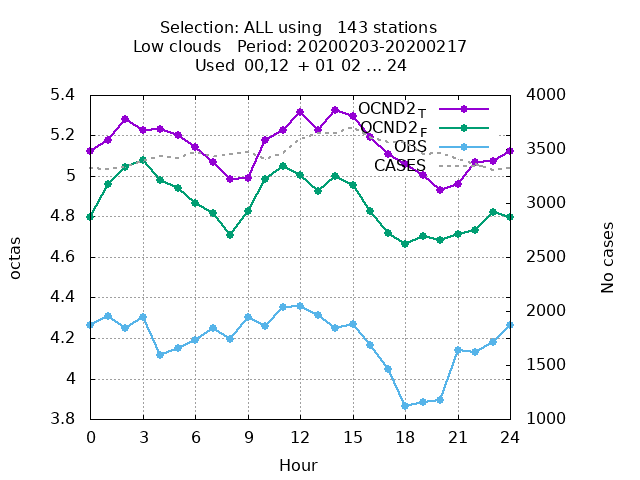 Selection: ALL using   143 stations
Low clouds   Period: 20200203-20200217
Used  00,12  + 01 02 ... 24
OCND2 T
OCND2 F
OBS
CASES
5.4
5.2
5
4.8
4.6
4.4
4.2
4
3.8
octas
4000
3500
3000
2500
2000
1500
1000
No cases
0 3 6 9 12 15 18 21 24
Hour